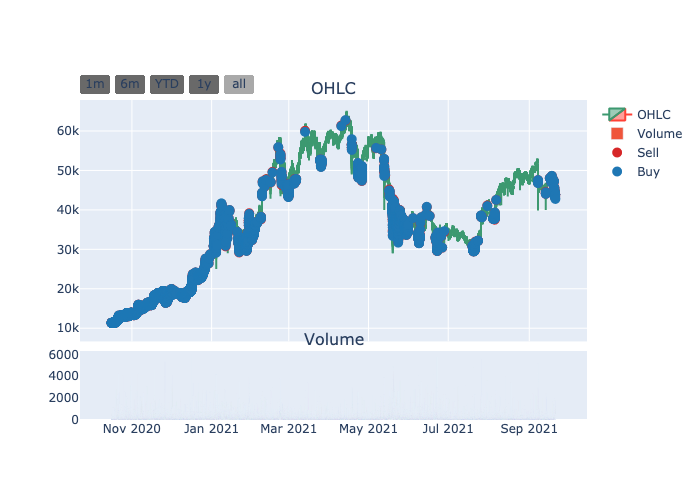 1m 6m YTD 1y all
OHLC
OHLC
Volume
Sell
Buy
60k
50k
40k
30k
20k
10k
Volume
6000
4000
2000
0
Nov 2020 Jan 2021 Mar 2021 May 2021 Jul 2021 Sep 2021